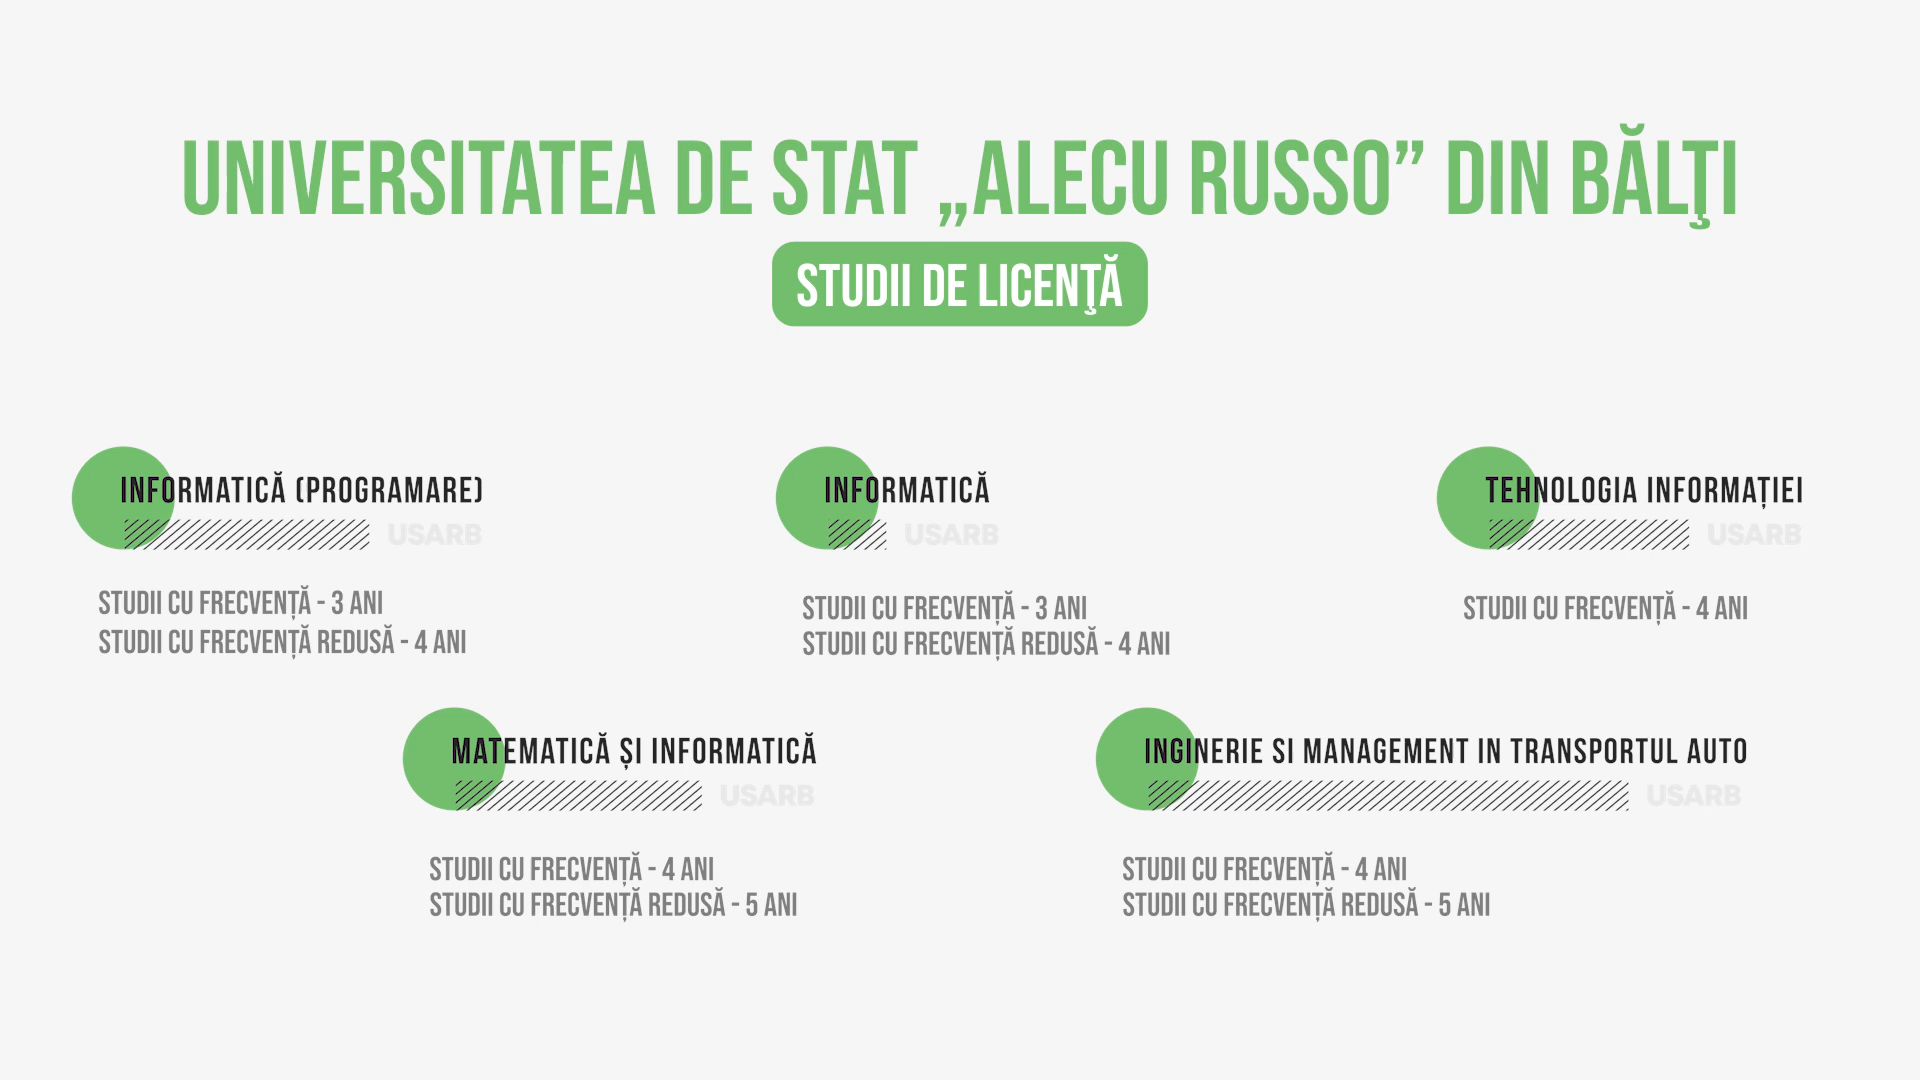 UNIVERSITATEA DE STAT „ALECU RUSSO” DIN BĂLŢI
STUDII DE LICENŢĂ
INFORMATICĂ (PROGRAMARE)
USARB
STUDII CU FRECVENȚĂ - 3 ANI
STUDII CU FRECVENȚĂ REDUSĂ - 4 ANI
INFORMATICĂ
USARB
STUDII CU FRECVENȚĂ - 3 ANI
STUDII CU FRECVENȚĂ REDUSĂ - 4 ANI
TEHNOLOGIA INFORMAȚIEI
USARB
STUDII CU FRECVENȚĂ - 4 ANI
MATEMATICĂ ȘI INFORMATICĂ
USARB
STUDII CU FRECVENȚĂ - 4 ANI
STUDII CU FRECVENȚĂ REDUSĂ - 5 ANI
INGINERIE SI MANAGEMENT IN TRANSPORTUL AUTO
USARB
STUDII CU FRECVENȚĂ - 4 ANI
STUDII CU FRECVENȚĂ REDUSĂ - 5 ANI